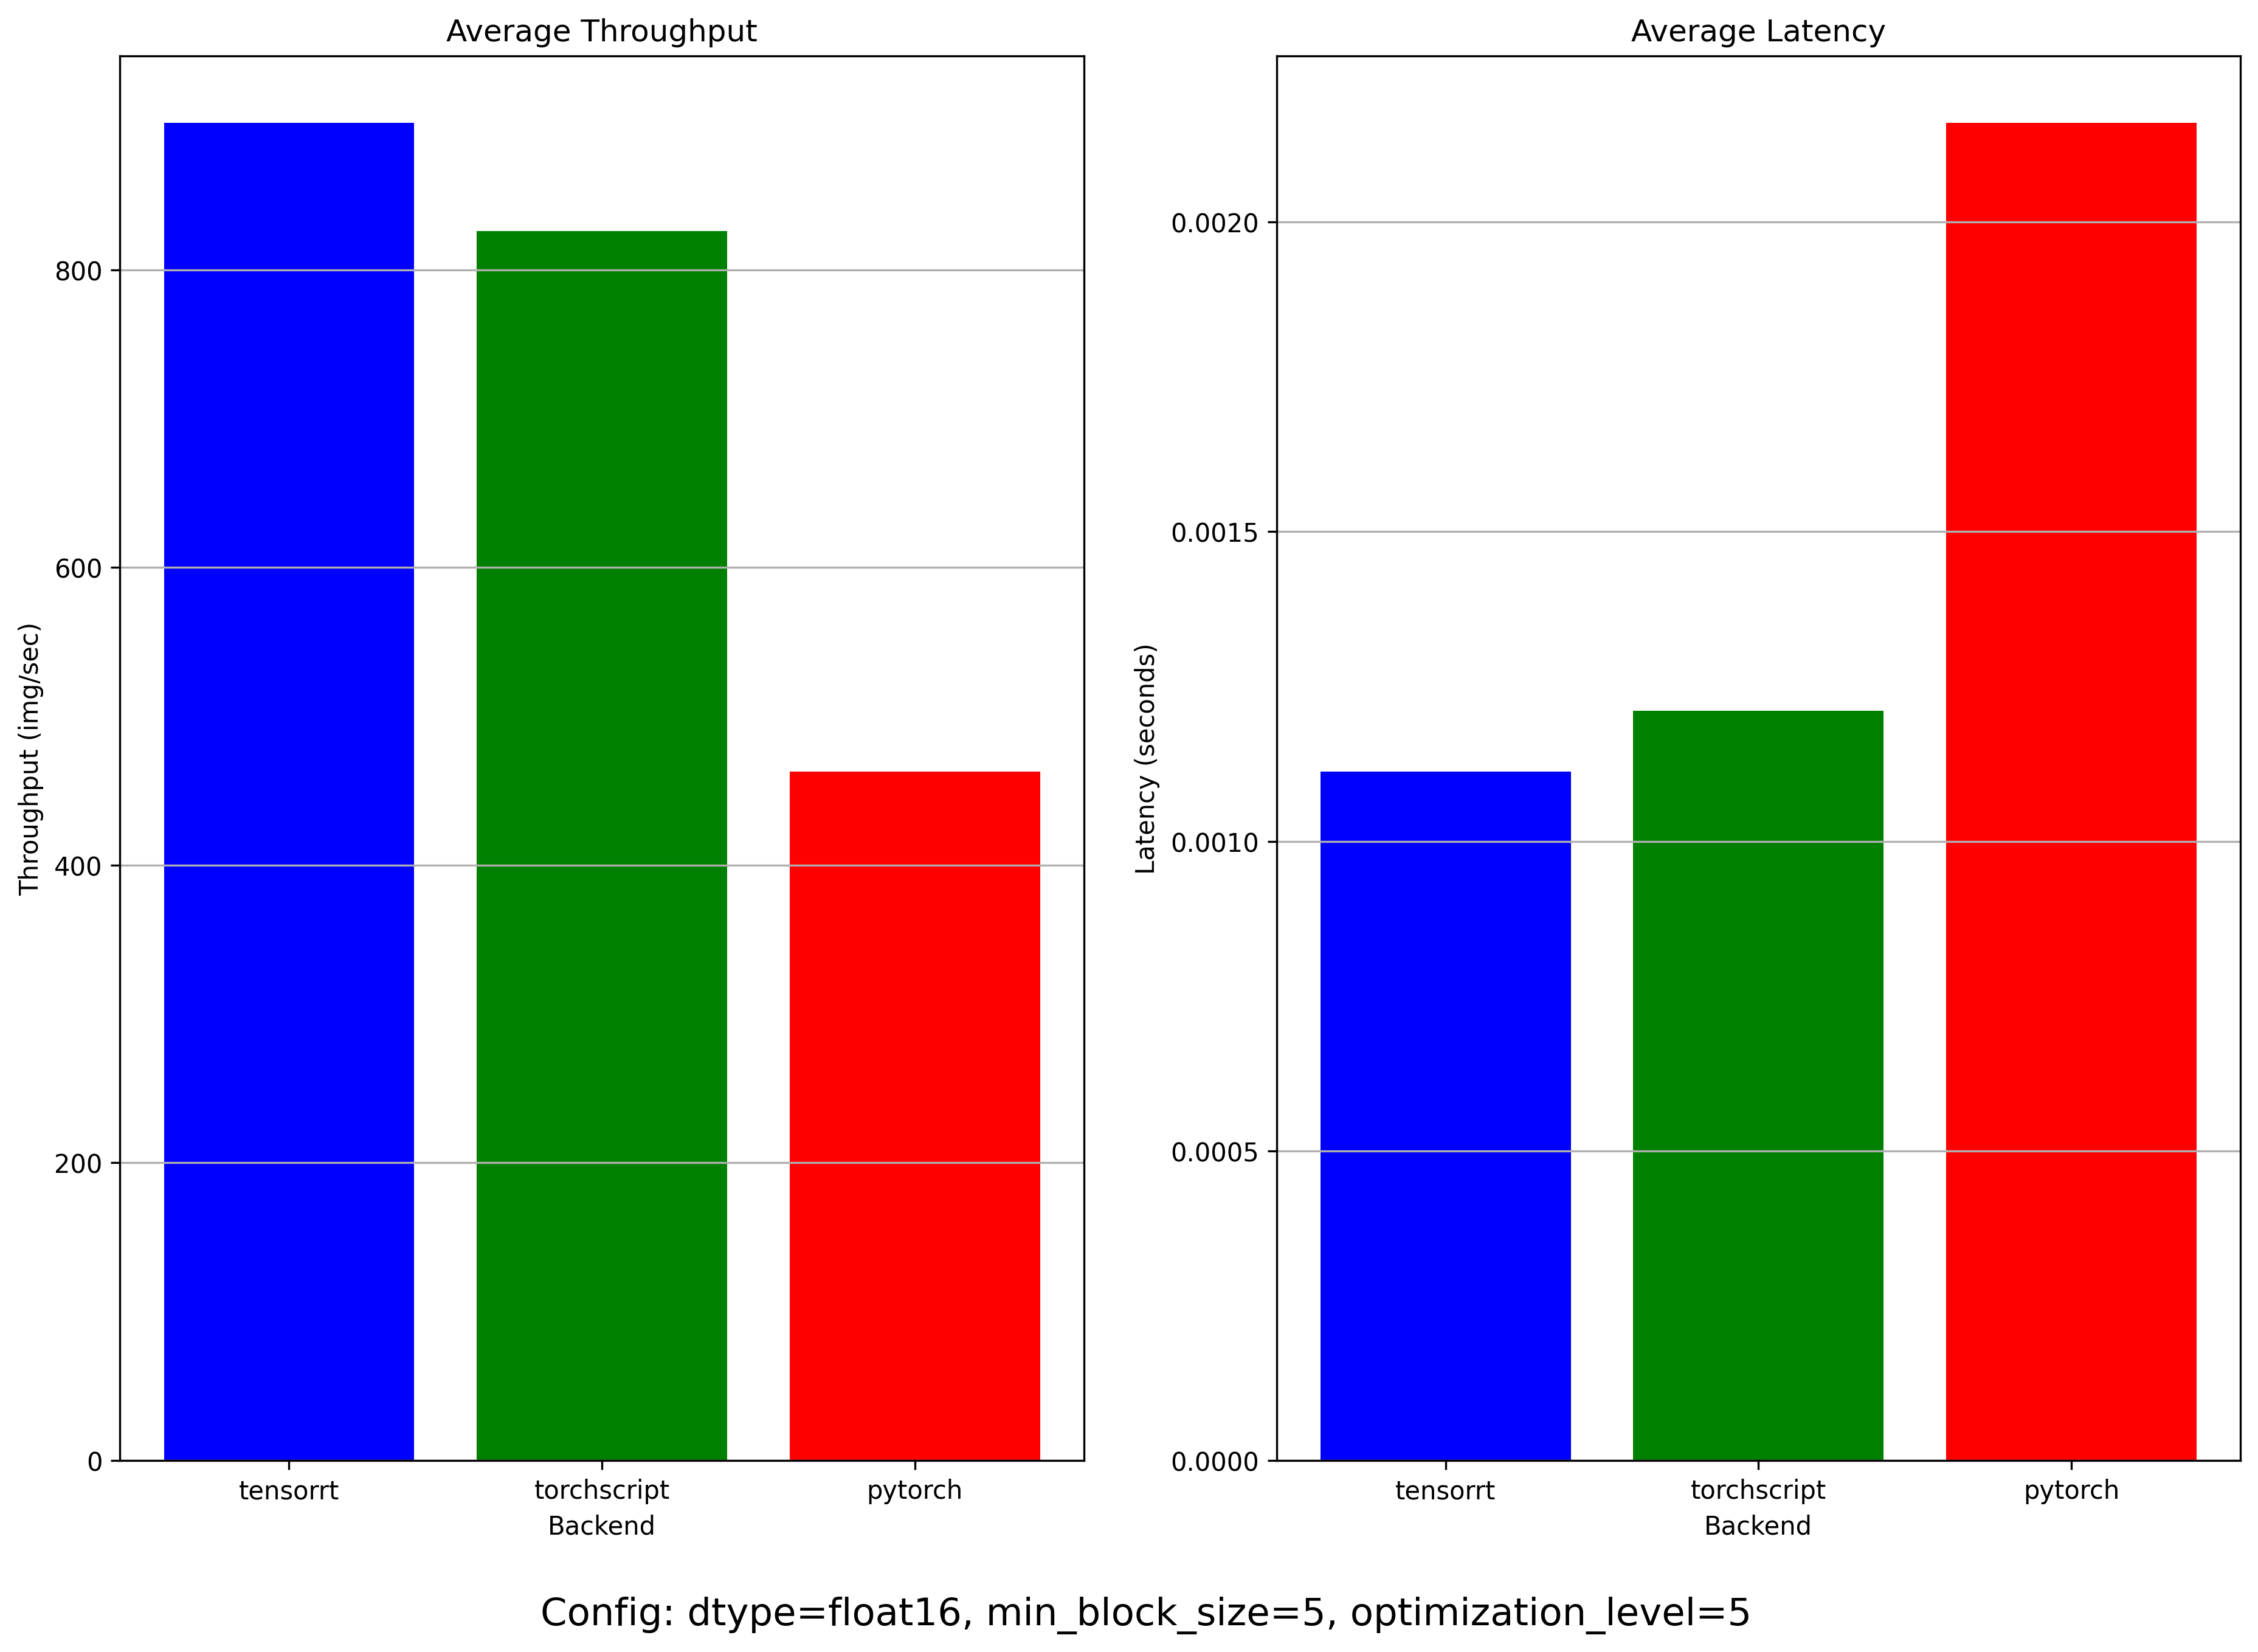 Average Throughput
Throughput (img/sec)
800
600
400
200
0
tensorrt
torchscript
pytorch
Backend
Average Latency
Latency (seconds)
0.0020
0.0015
0.0010
0.0005
0.0000
tensorrt
torchscript
pytorch
Backend
Config: dtype=float16, min_block_size=5, optimization_level=5